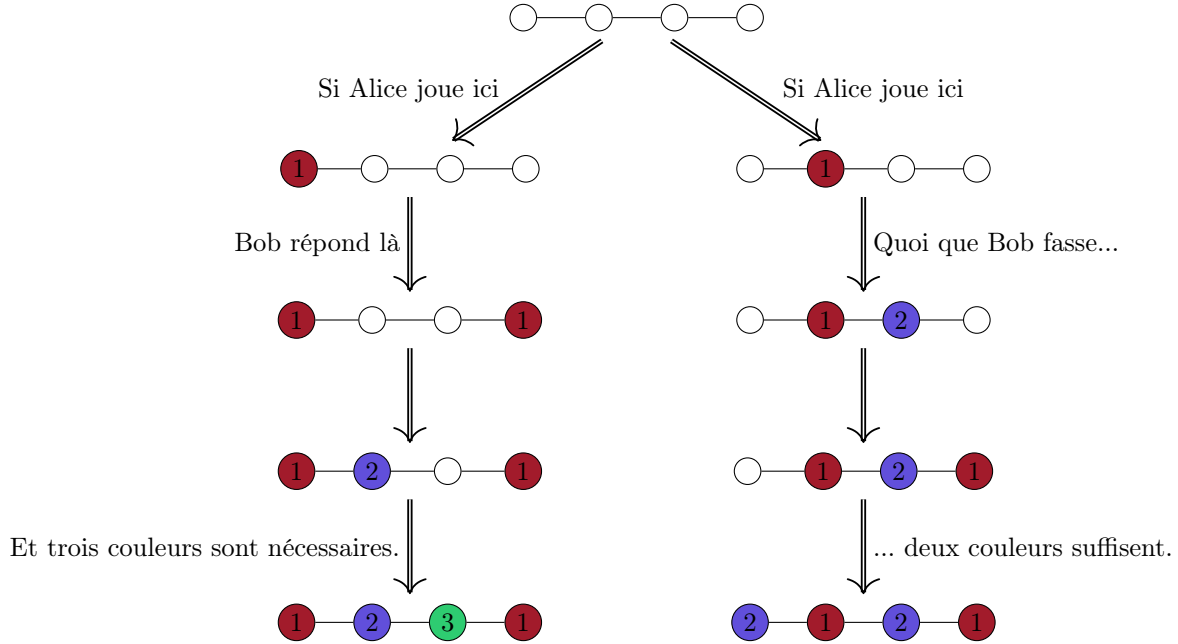 Si Alice joue ici
Si Alice joue ici
1
1
Bob répond là
Quoi que Bob fasse...
1 1
1 2
1 2 1
1 2 1
Et trois couleurs sont nécessaires.
... deux couleurs suffisent.
1 2 3 1
2 1 2 1